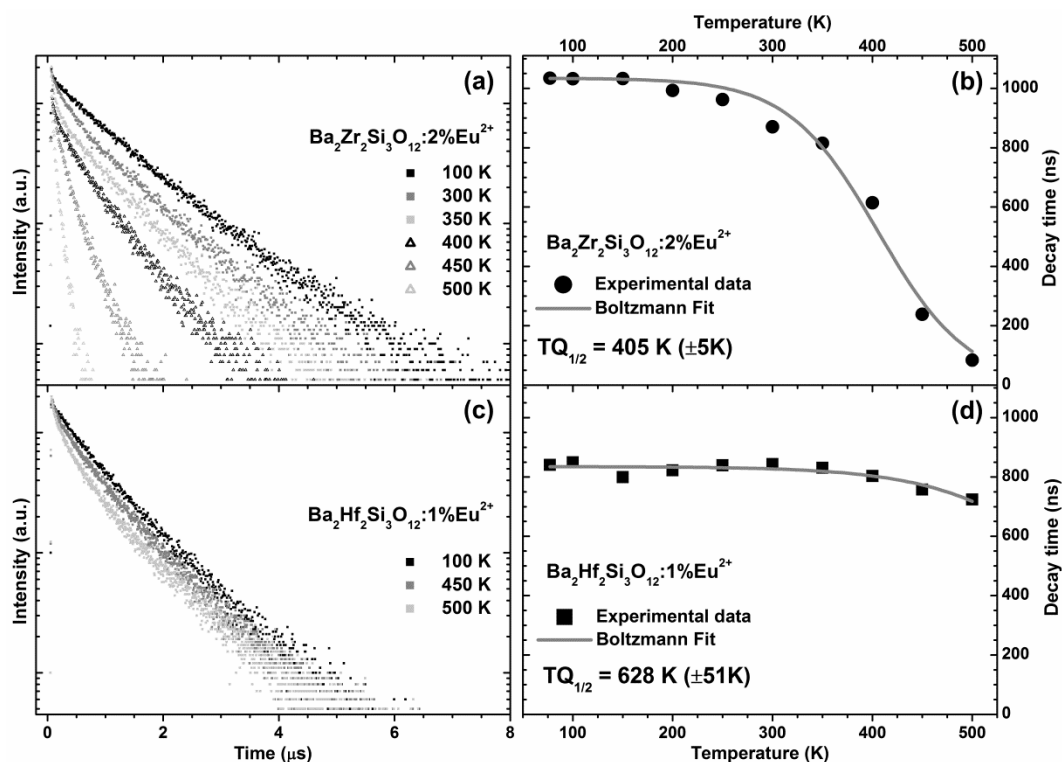 Temperature (K)
100 200 300 400 500
(a)
Ba2Zr2Si3O12:2%Eu2+
100 K
300 K
350 K
400 K
450 K
500 K
Intensity (a.u.)
(b)
1000
800
600
400
200
0
Decay time (ns)
Ba2Zr2Si3O12:2%Eu2+
Experimental data
Boltzmann Fit
TQ1/2 = 405 K (±5K)
(c)
Ba2Hf2Si3O12:1%Eu2+
100 K
450 K
500 K
Intensity (a.u.)
0 2 4 6 8
Time (μs)
(d)
1000
800
600
400
200
0
Decay time (ns)
Ba2Hf2Si3O12:1%Eu2+
Experimental data
Boltzmann Fit
TQ1/2 = 628 K (±51K)
100 200 300 400 500
Temperature (K)